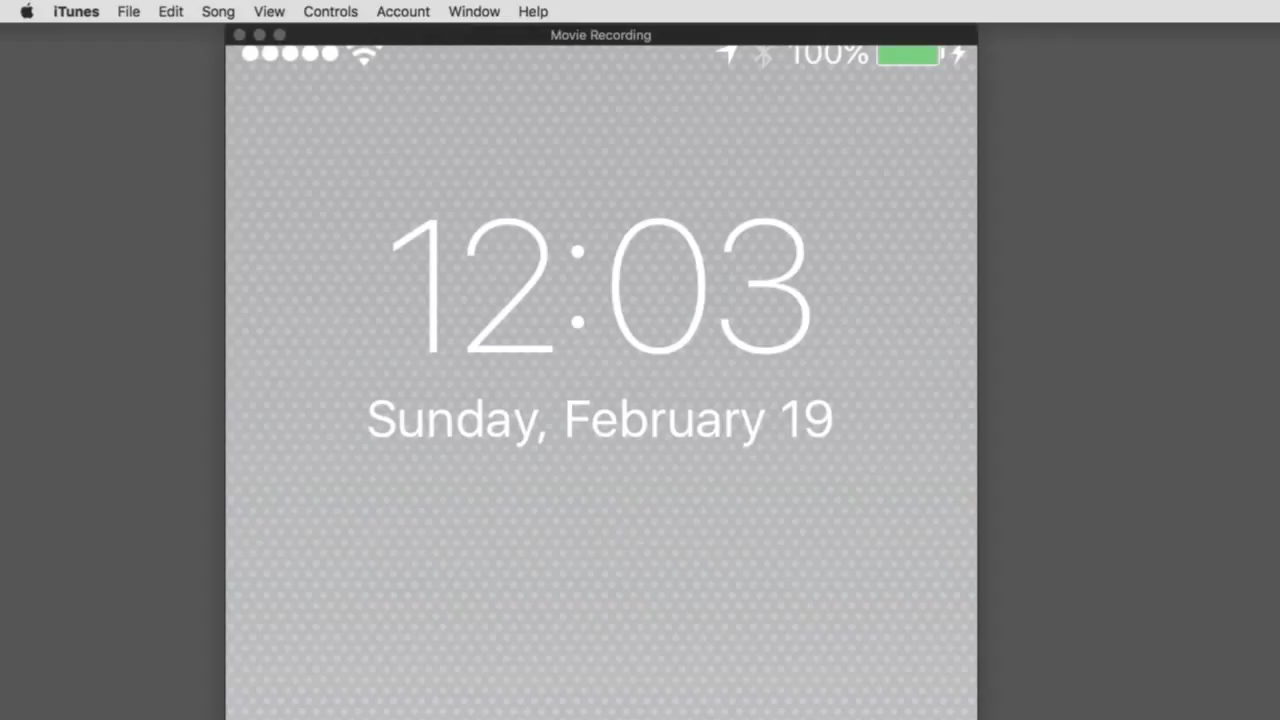 iTunes File Edit Song View Controls Account Window Help
Movie Recording
100%
12:03
Sunday, February 19